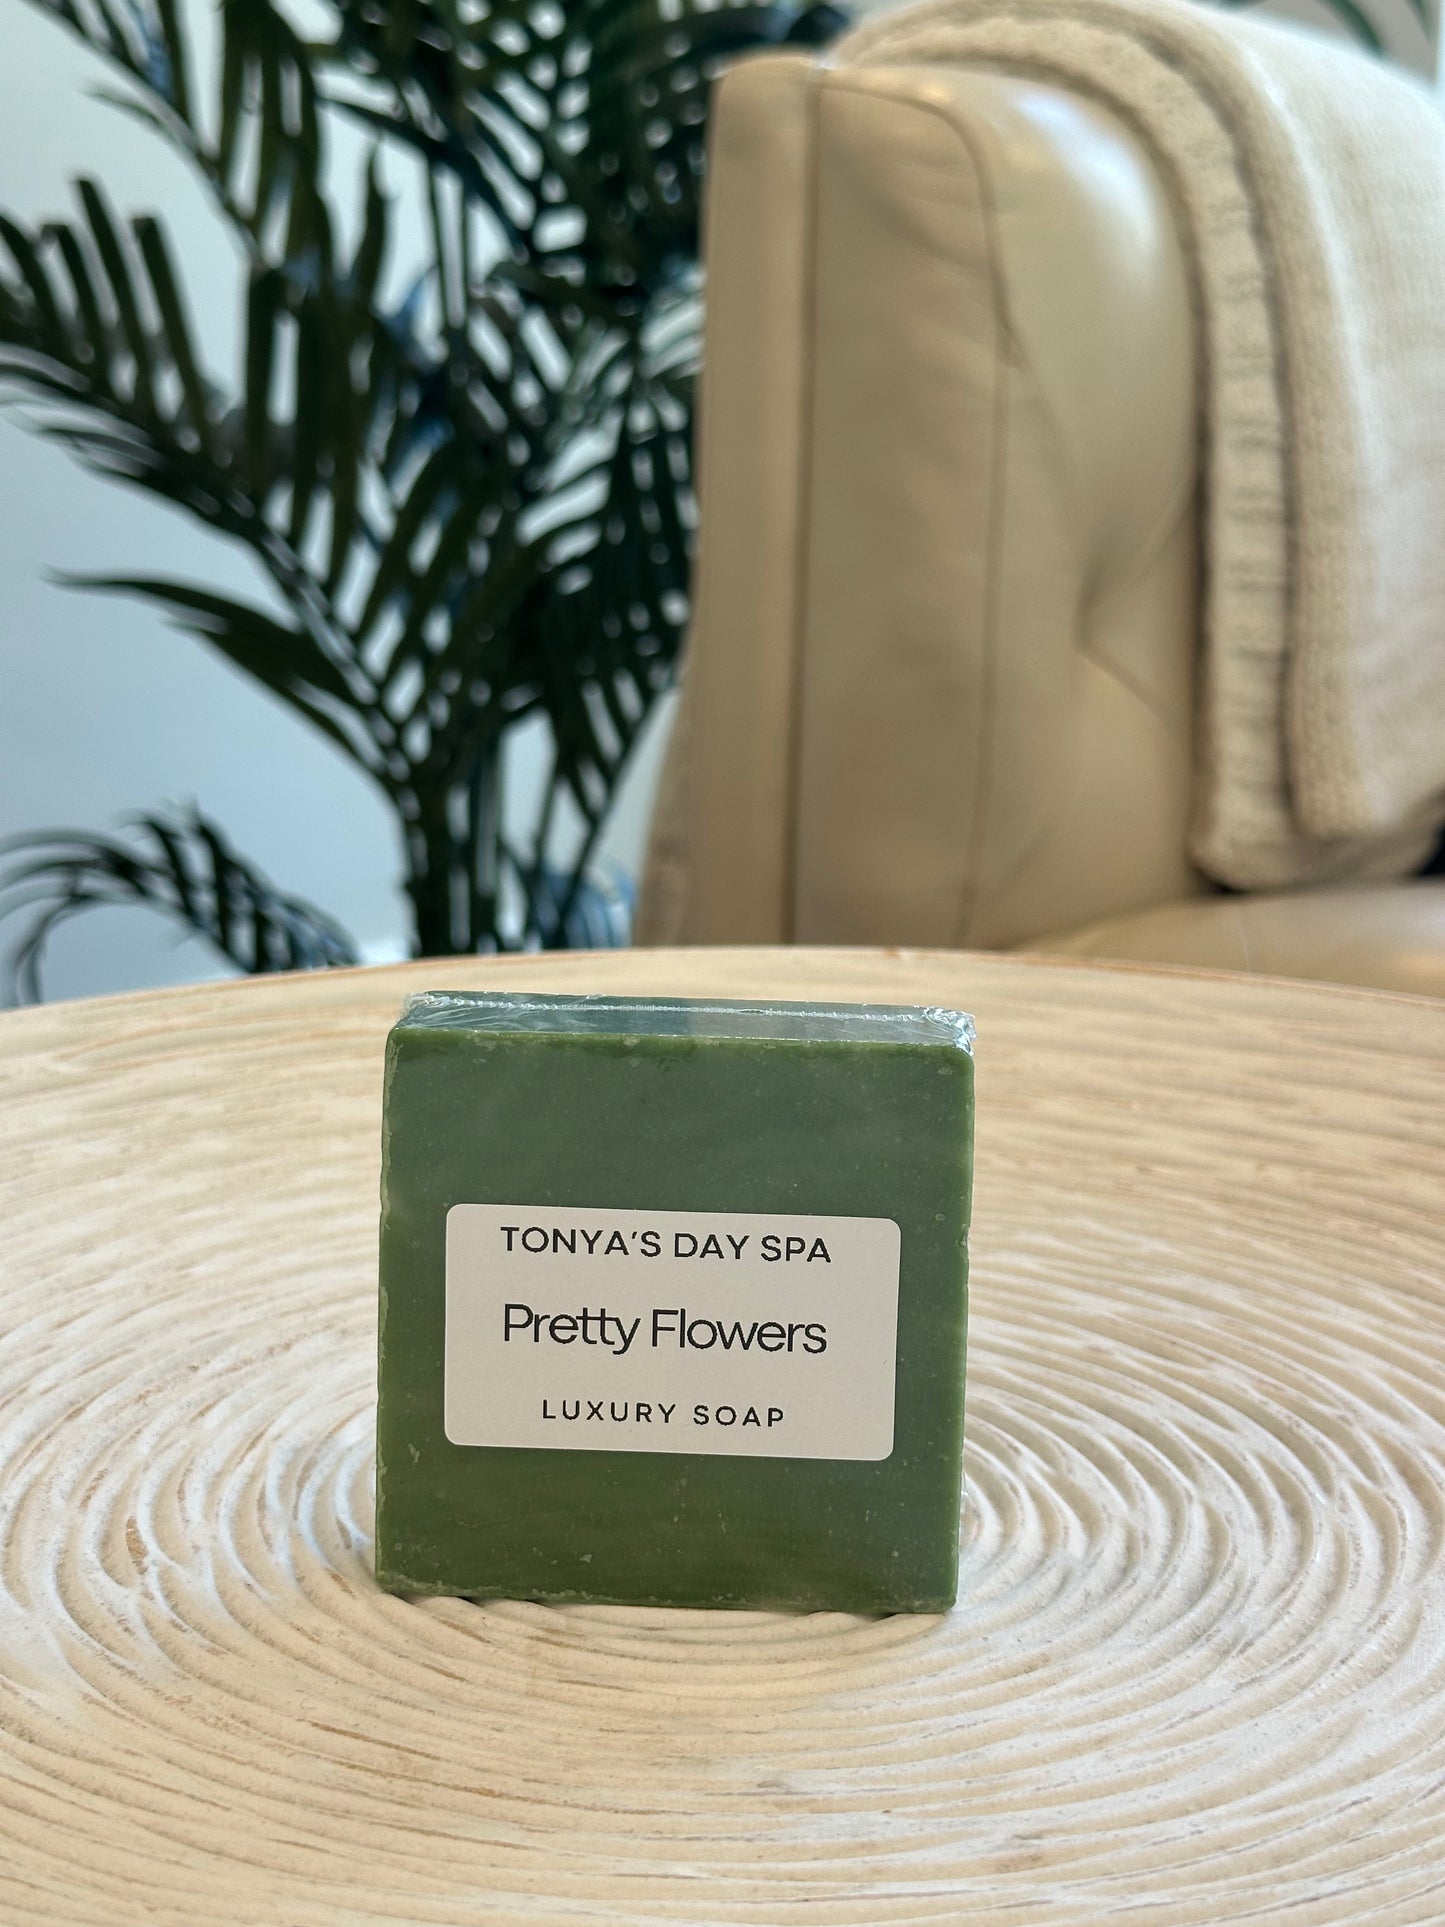 TONYA'S DAY SPA
Pretty Flowers
LUXURY SOAP